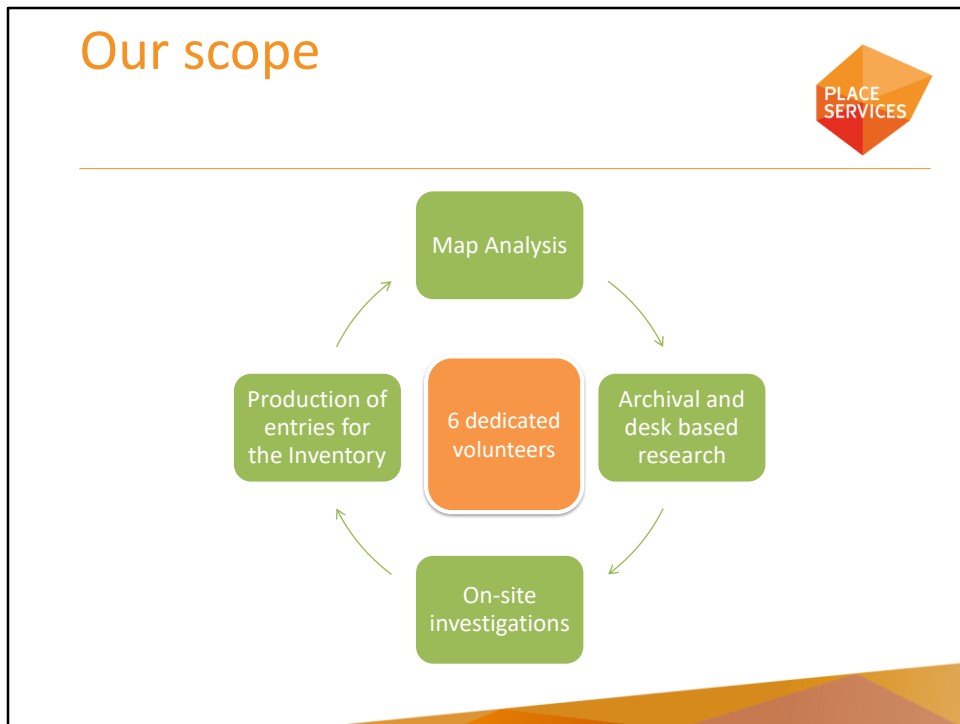 Our scope
PLACE
SERVICES
Map Analysis
Production of
entries for
the Inventory
6 dedicated
volunteers
Archival and
desk based
research
On-site
investigations